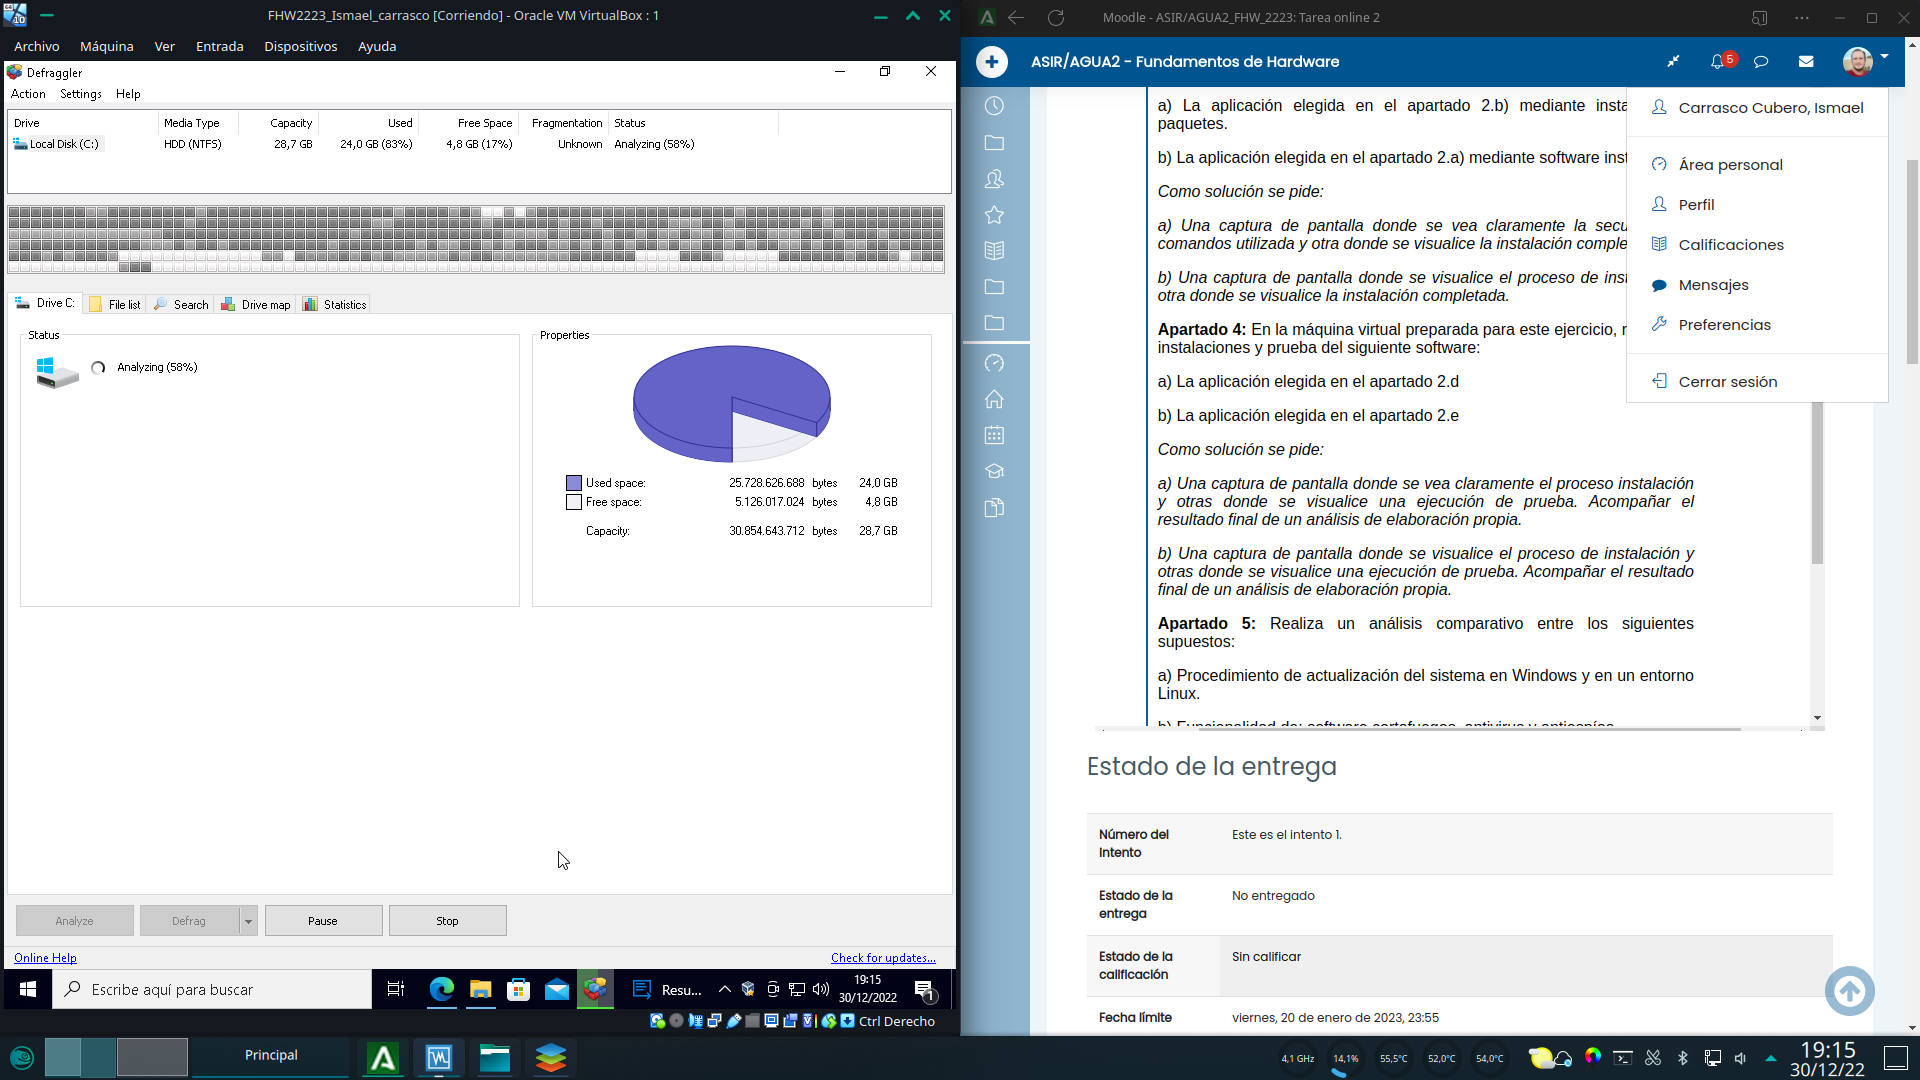 FHW2223_Ismael_carrasco [Corriendo] - Oracle VM VirtualBox : 1
Archivo Máquina Ver Entrada Dispositivos Ayuda
Defraggler
Action Settings Help
Drive Media Type Capacity Used Free Space Fragmentation Status
Local Disk (C:) HDD (NTFS) 28,7 GB 24,0 GB (83%) 4,8 GB (17%) Unknown Analyzing (58%)
Drive C: File list Search Drive map Statistics
Status
Analyzing (58%)
Properties
Used space: 25.728.626.688 bytes 24,0 GB
Free space: 5.126.017.024 bytes 4,8 GB
Capacity: 30.854.643.712 bytes 28,7 GB
Analyze Defrag Pause Stop
Online Help Check for updates...
Escribe aquí para buscar
Resu...
19:15
30/12/2022
1
Ctrl Derecho
Moodle - ASIR/AGUA2_FHW_2223: Tarea online 2
ASIR/AGUA2 - Fundamentos de Hardware
5
a) La aplicación elegida en el apartado 2.b) mediante insta
paquetes.
b) La aplicación elegida en el apartado 2.a) mediante software inst
Como solución se pide:
a) Una captura de pantalla donde se vea claramente la secu
comandos utilizada y otra donde se visualice la instalación comple
b) Una captura de pantalla donde se visualice el proceso de inst
otra donde se visualice la instalación completada.
Apartado 4: En la máquina virtual preparada para este ejercicio, r
instalaciones y prueba del siguiente software:
a) La aplicación elegida en el apartado 2.d
b) La aplicación elegida en el apartado 2.e
Como solución se pide:
a) Una captura de pantalla donde se vea claramente el proceso instalación
y otras donde se visualice una ejecución de prueba. Acompañar el
resultado final de un análisis de elaboración propia.
b) Una captura de pantalla donde se visualice el proceso de instalación y
otras donde se visualice una ejecución de prueba. Acompañar el resultado
final de un análisis de elaboración propia.
Apartado 5: Realiza un análisis comparativo entre los siguientes
supuestos:
a) Procedimiento de actualización del sistema en Windows y en un entorno
Linux.
b) Funcionalidad de: software cortafuegos, antivirus y antiespías
Carrasco Cubero, Ismael
Área personal
Perfil
Calificaciones
Mensajes
Preferencias
Cerrar sesión
Estado de la entrega
Número del
intento
Este es el intento 1.
Estado de la
entrega
No entregado
Estado de la
calificación
Sin calificar
Fecha límite viernes, 20 de enero de 2023, 23:55
Principal
4,1 GHz 14,1% 55,5°C 52,0°C 54,0°C
19:15
30/12/22